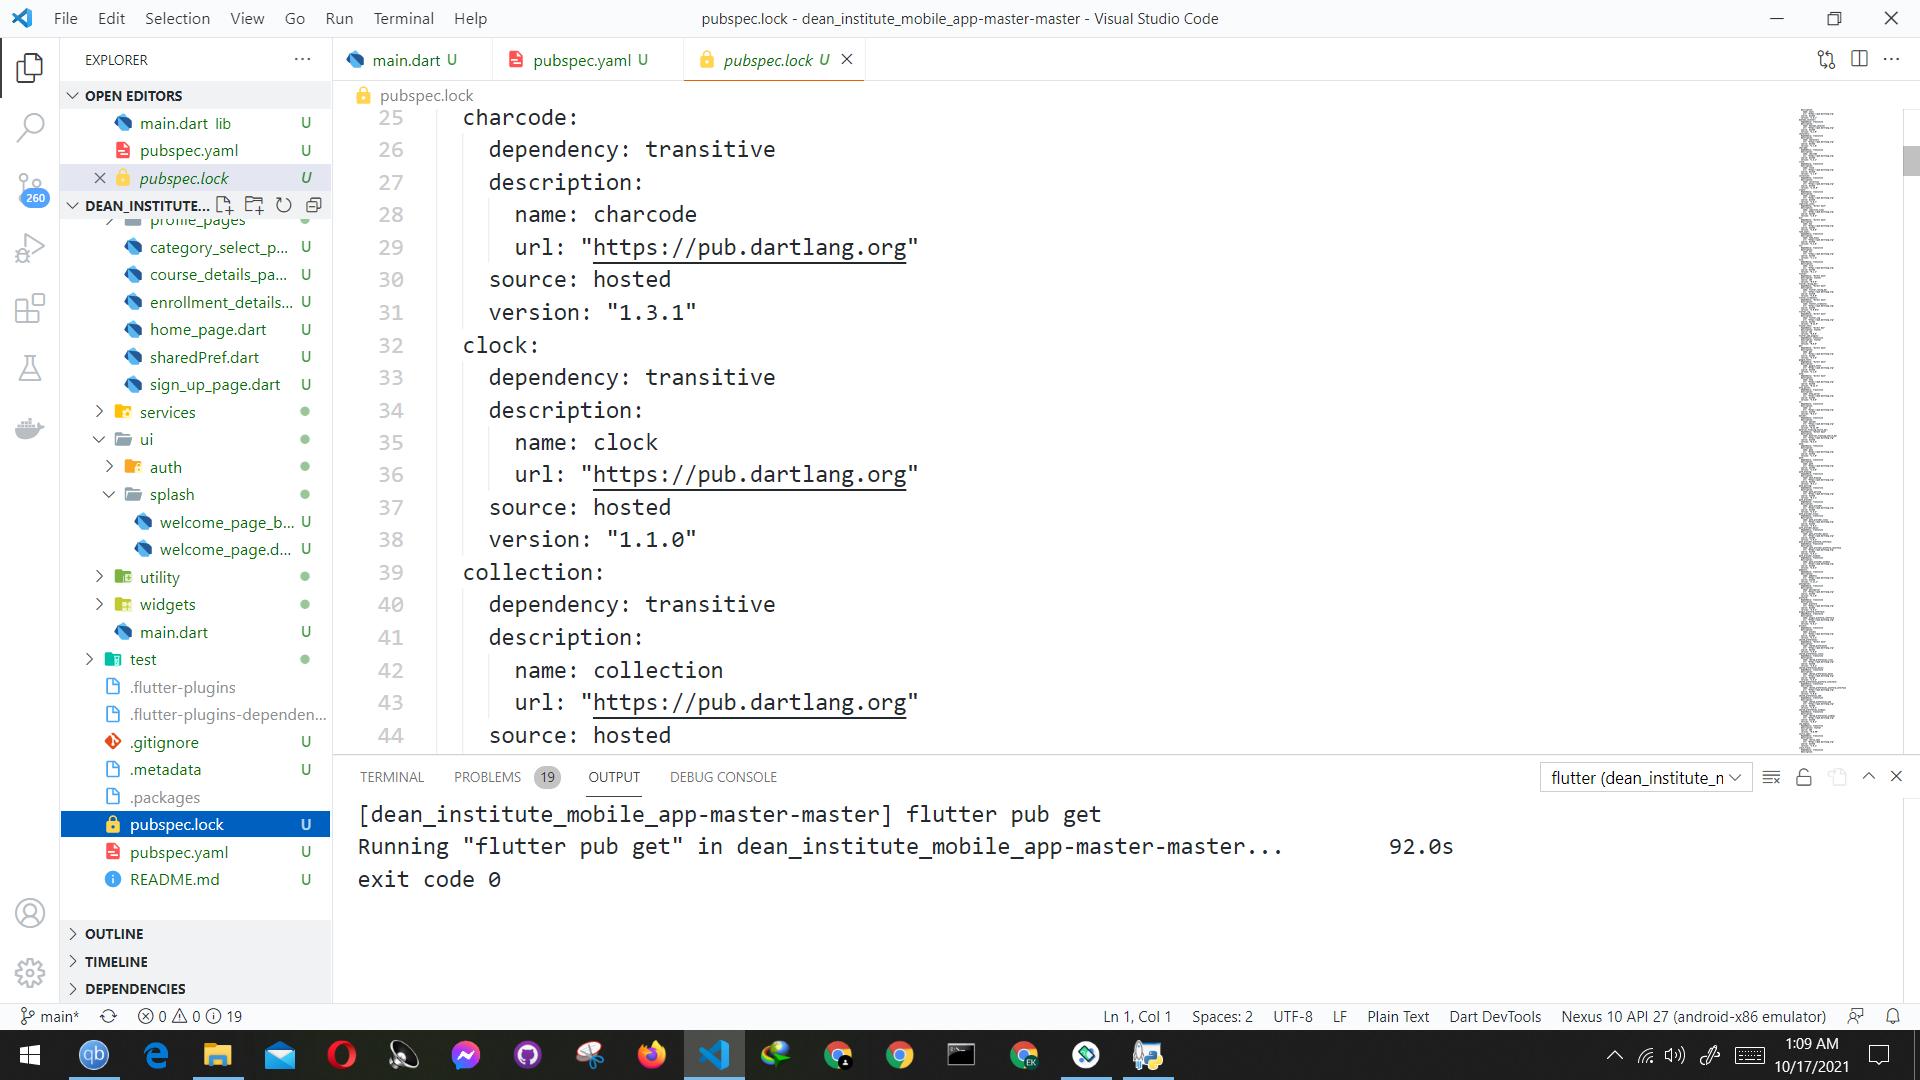 File Edit Selection View Go Run Terminal Help
pubspec.lock - dean_institute_mobile_app-master-master - Visual Studio Code
EXPLORER
OPEN EDITORS
main.dart lib U
pubspec.yaml U
pubspec.lock U
DEAN_INSTITUTE...
profile_pages
category_select_p... U
course_details_pa... U
enrollment_details... U
home_page.dart U
sharedPref.dart U
sign_up_page.dart U
services
ui
auth
splash
welcome_page_b... U
welcome_page.d... U
utility
widgets
main.dart U
test
.flutter-plugins
.flutter-plugins-dependen...
.gitignore U
.metadata U
.packages
pubspec.lock U
pubspec.yaml U
README.md U
OUTLINE
TIMELINE
DEPENDENCIES
260
main.dart U
pubspec.yaml U
pubspec.lock U
pubspec.lock
25 charcode:
26 dependency: transitive
27 description:
28 name: charcode
29 url: "https://pub.dartlang.org"
30 source: hosted
31 version: "1.3.1"
32 clock:
33 dependency: transitive
34 description:
35 name: clock
36 url: "https://pub.dartlang.org"
37 source: hosted
38 version: "1.1.0"
39 collection:
40 dependency: transitive
41 description:
42 name: collection
43 url: "https://pub.dartlang.org"
44 source: hosted
TERMINAL PROBLEMS 19 OUTPUT DEBUG CONSOLE
flutter (dean_institute_n
[dean_institute_mobile_app-master-master] flutter pub get
Running "flutter pub get" in dean_institute_mobile_app-master-master... 92.0s
exit code 0
main* 0 0 19
Ln 1, Col 1 Spaces: 2 UTF-8 LF Plain Text Dart DevTools Nexus 10 API 27 (android-x86 emulator)
qb
EK
1:09 AM
10/17/2021